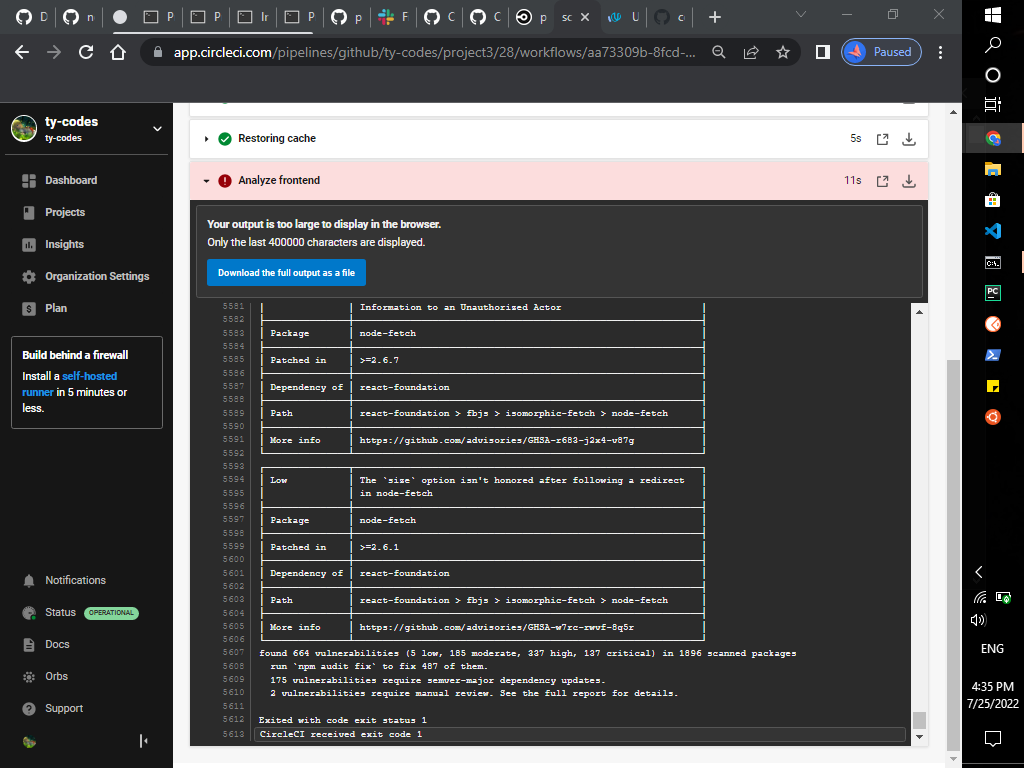 D
n
P
P
Ir
P
p
F
C
C
p
sc
U
c
app.circleci.com/pipelines/github/ty-codes/project3/28/workflows/aa73309b-8fcd-...
Paused
ty-codes
ty-codes
Dashboard
Projects
Insights
Organization Settings
Plan
Build behind a firewall
Install a self-hosted
runner in 5 minutes or
less.
Notifications
Status OPERATIONAL
Docs
Orbs
Support
Restoring cache 5s
Analyze frontend 11s
Your output is too large to display in the browser.
Only the last 400000 characters are displayed.
Download the full output as a file
5581 Information to an Unauthorized Actor
5582
5583 Package node-fetch
5584
5585 Patched in >=2.6.7
5586
5587 Dependency of react-foundation
5588
5589 Path react-foundation > fbjs > isomorphic-fetch > node-fetch
5590
5591 More info https://github.com/advisories/GHSA-r683-j2x4-v87g
5592
5593
5594 Low The `size` option isn't honored after following a redirect
5595 in node-fetch
5596
5597 Package node-fetch
5598
5599 Patched in >=2.6.1
5600
5601 Dependency of react-foundation
5602
5603 Path react-foundation > fbjs > isomorphic-fetch > node-fetch
5604
5605 More info https://github.com/advisories/GHSA-w7rc-rwvf-8q5r
5606
5607 found 664 vulnerabilities (5 low, 185 moderate, 337 high, 137 critical) in 1896 scanned packages
5608 run `npm audit fix` to fix 487 of them.
5609 175 vulnerabilities require semver-major dependency updates.
5610 2 vulnerabilities require manual review. See the full report for details.
5611
5612 Exited with code exit status 1
5613 CircleCI received exit code 1
ENG
4:35 PM
7/25/2022